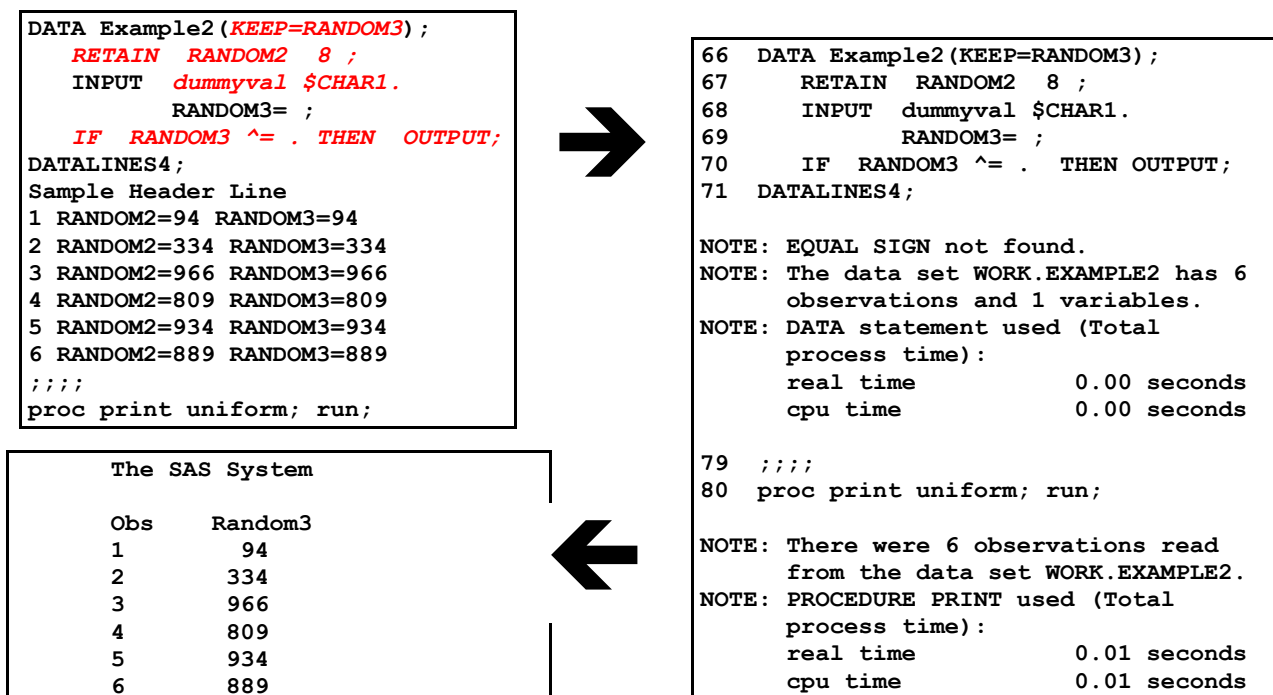 DATA Example2(KEEP=RANDOM3);
RETAIN RANDOM2 8 ;
INPUT dummyval $CHAR1.
RANDOM3= ;
IF RANDOM3 ^= . THEN OUTPUT;
DATALINES4;
Sample Header Line
1 RANDOM2=94 RANDOM3=94
2 RANDOM2=334 RANDOM3=334
3 RANDOM2=966 RANDOM3=966
4 RANDOM2=809 RANDOM3=809
5 RANDOM2=934 RANDOM3=934
6 RANDOM2=889 RANDOM3=889
;;;;
proc print uniform; run;
66 DATA Example2(KEEP=RANDOM3);
67 RETAIN RANDOM2 8 ;
68 INPUT dummyval $CHAR1.
69 RANDOM3= ;
70 IF RANDOM3 ^= . THEN OUTPUT;
71 DATALINES4;
NOTE: EQUAL SIGN not found.
NOTE: The data set WORK.EXAMPLE2 has 6
observations and 1 variables.
NOTE: DATA statement used (Total
process time):
real time 0.00 seconds
cpu time 0.00 seconds
79 ;;;;
80 proc print uniform; run;
NOTE: There were 6 observations read
from the data set WORK.EXAMPLE2.
NOTE: PROCEDURE PRINT used (Total
process time):
real time 0.01 seconds
cpu time 0.01 seconds
The SAS System
Obs Random3
1 94
2 334
3 966
4 809
5 934
6 889